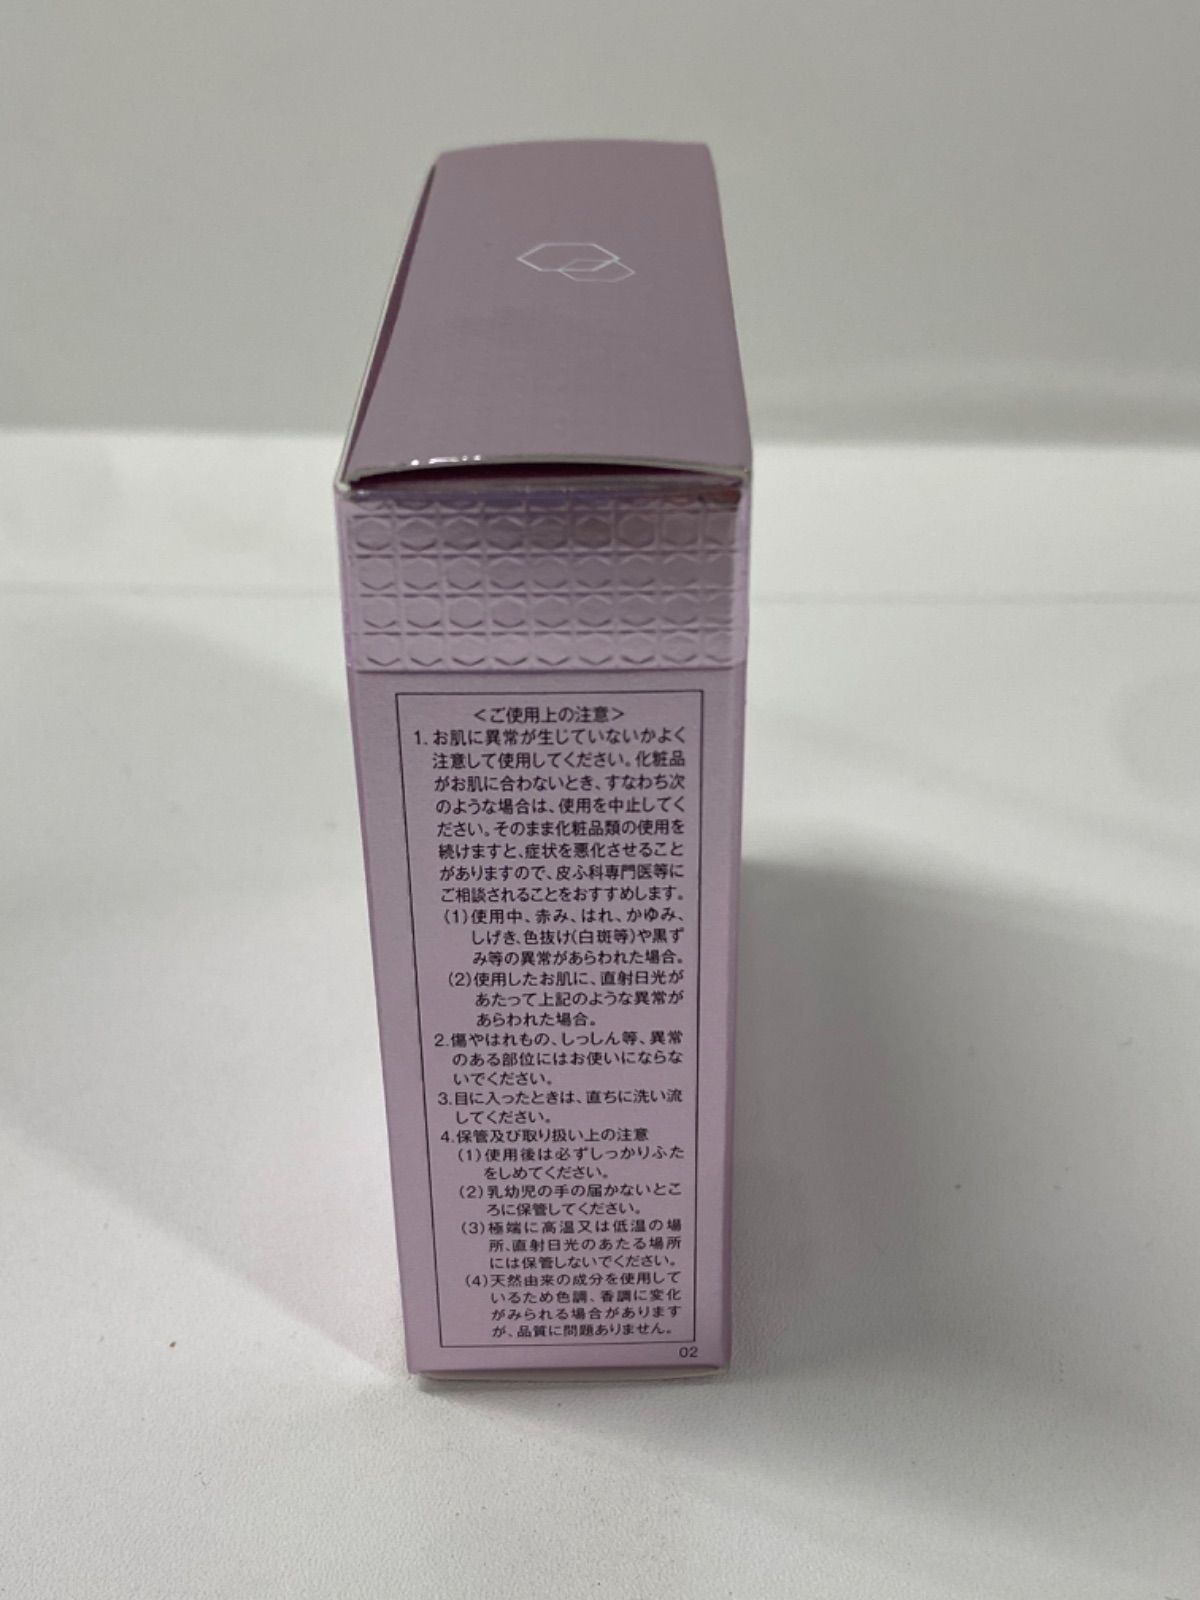 ＜ご使用上の注意＞
1. お肌に異常が生じていないかよく
注意して使用してください。化粧品
がお肌に合わないとき、すなわち次
のような場合は、使用を中止してく
ださい。そのまま化粧品類の使用を
続けますと、症状を悪化させること
がありますので、皮ふ科専門医等に
ご相談されることをおすすめします。
(1)使用中、赤み、はれ、かゆみ、
しげき、色抜け(白斑等)や黒ず
み等の異常があらわれた場合。
(2)使用したお肌に、直射日光が
あたって上記のような異常が
あらわれた場合。
2.傷やはれもの、しっしん等、異常
のある部位にはお使いにならな
いでください。
3.目に入ったときは、直ちに洗い流
してください。
4.保管及び取り扱い上の注意
(1)使用後は必ずしっかりふた
をしめてください。
(2)乳幼児の手の届かないとこ
ろに保管してください。
(3)極端に高温又は低温の場
所、直射日光のあたる場所
には保管しないでください。
(4)天然由来の成分を使用して
いるため色調、香調に変化
がみられる場合があります
が、品質に問題ありません。
02